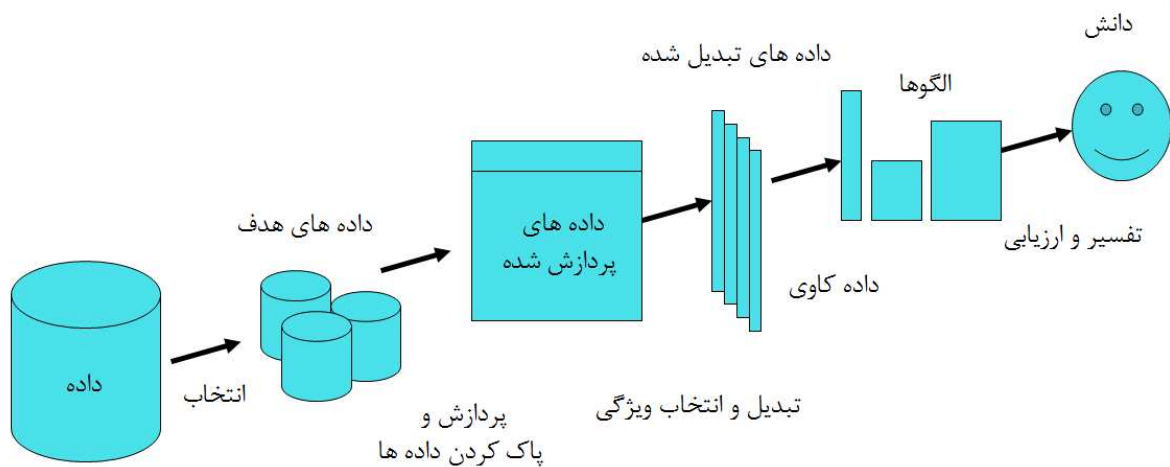 داده
انتخاب
داده های هدف
پردازش و
پاک کردن داده ها
داده های
پردازش شده
تبدیل و انتخاب ویژگی
داده های تبدیل شده
داده کاوی
الگوها
تفسیر و ارزیابی
دانش